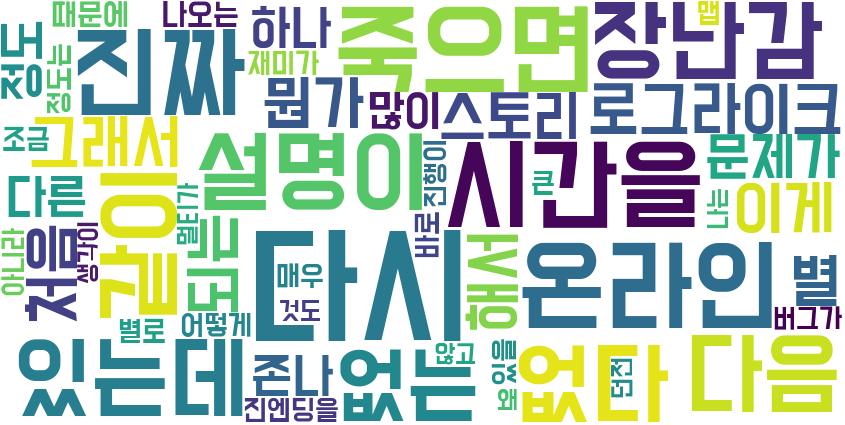 때문에
나오는
하나
죽으면
장난감
맵
정도
정도는
진짜
재미가
뭔가
많이
스토리
로그라이크
조금
그래서
설명이
진행이
시간을
큰
문제가
다른
같이
멀티가
되는
다시
바로
해서
온라인
나는
이게
아니라
처음
생각이
매우
것도
별
별로
어떻게
버그가
있는데
존나
진엔딩을
없는
않고
있을
왜
없다
던전
다음